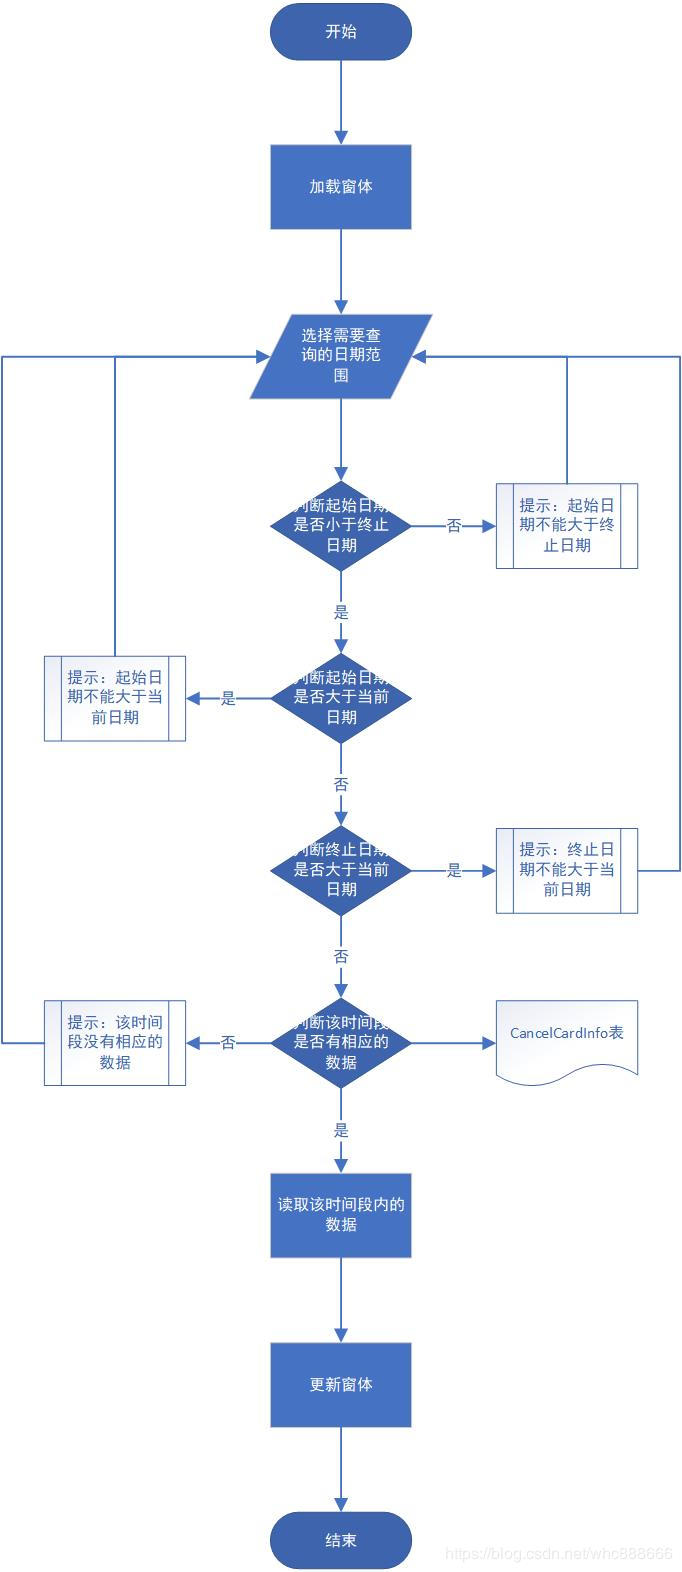 开始
加载窗体
选择需要查
询的日期范
围
判断起始日期
是否小于终止
日期
否
提示：起始日
期不能大于终
止日期
是
判断起始日期
是否大于当前
日期
是
提示：起始日
期不能大于当
前日期
否
判断终止日期
是否大于当前
日期
是
提示：终止日
期不能大于当
前日期
否
判断该时间段
是否有相应的
数据
否
提示：该时间
段没有相应的
数据
CancelCardInfo表
是
读取该时间段内的
数据
更新窗体
结束
https://blog.csdn.net/whc888666